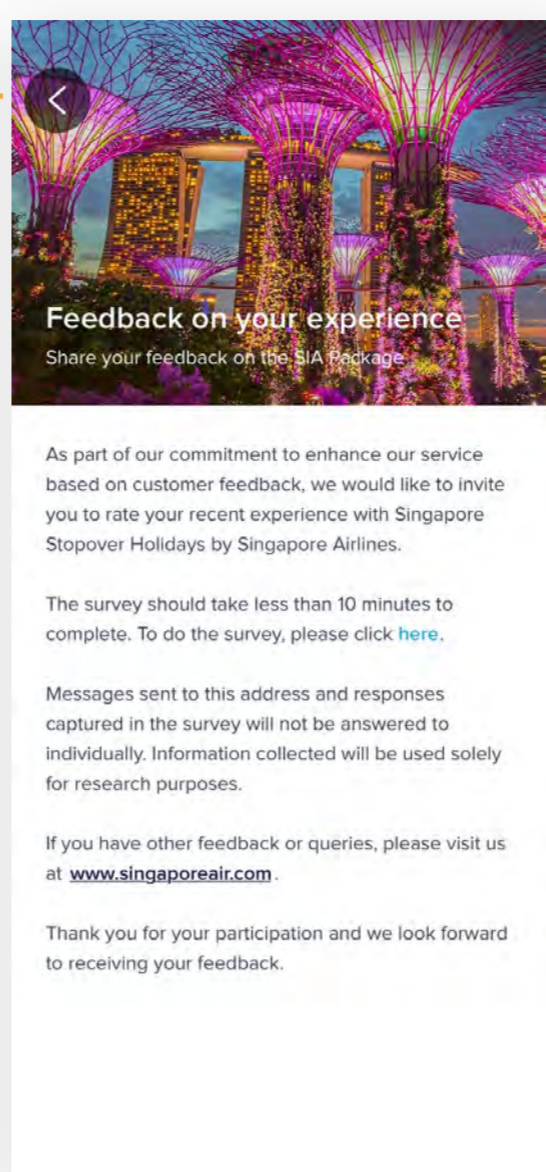 Feedback on your experience
Share your feedback on the SIA Package
As part of our commitment to enhance our service
based on customer feedback, we would like to invite
you to rate your recent experience with Singapore
Stopover Holidays by Singapore Airlines.
The survey should take less than 10 minutes to
complete. To do the survey, please click here.
Messages sent to this address and responses
captured in the survey will not be answered to
individually. Information collected will be used solely
for research purposes.
If you have other feedback or queries, please visit us
at www.singaporeair.com.
Thank you for your participation and we look forward
to receiving your feedback.